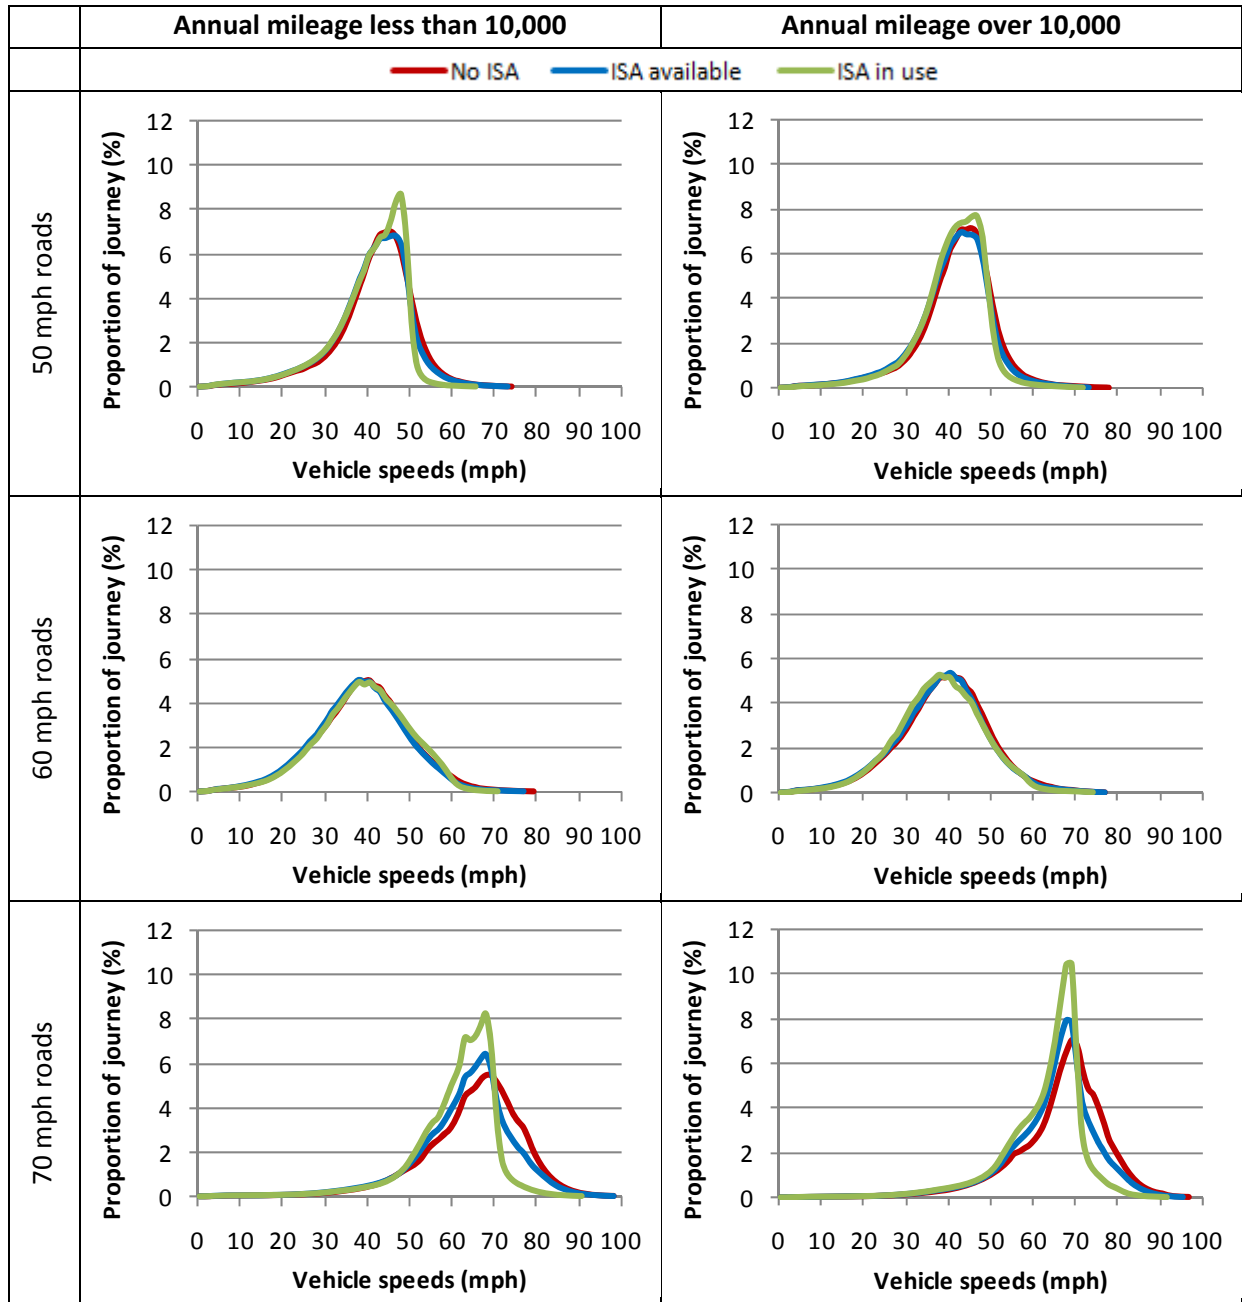 Annual mileage less than 10,000
Annual mileage over 10,000
No ISA
ISA available
ISA in use
50 mph roads
Proportion of journey (%)
12
10
8
6
4
2
0
0 10 20 30 40 50 60 70 80 90 100
Vehicle speeds (mph)
Proportion of journey (%)
12
10
8
6
4
2
0
0 10 20 30 40 50 60 70 80 90 100
Vehicle speeds (mph)
60 mph roads
Proportion of journey (%)
12
10
8
6
4
2
0
0 10 20 30 40 50 60 70 80 90 100
Vehicle speeds (mph)
Proportion of journey (%)
12
10
8
6
4
2
0
0 10 20 30 40 50 60 70 80 90 100
Vehicle speeds (mph)
70 mph roads
Proportion of journey (%)
12
10
8
6
4
2
0
0 10 20 30 40 50 60 70 80 90 100
Vehicle speeds (mph)
Proportion of journey (%)
12
10
8
6
4
2
0
0 10 20 30 40 50 60 70 80 90 100
Vehicle speeds (mph)